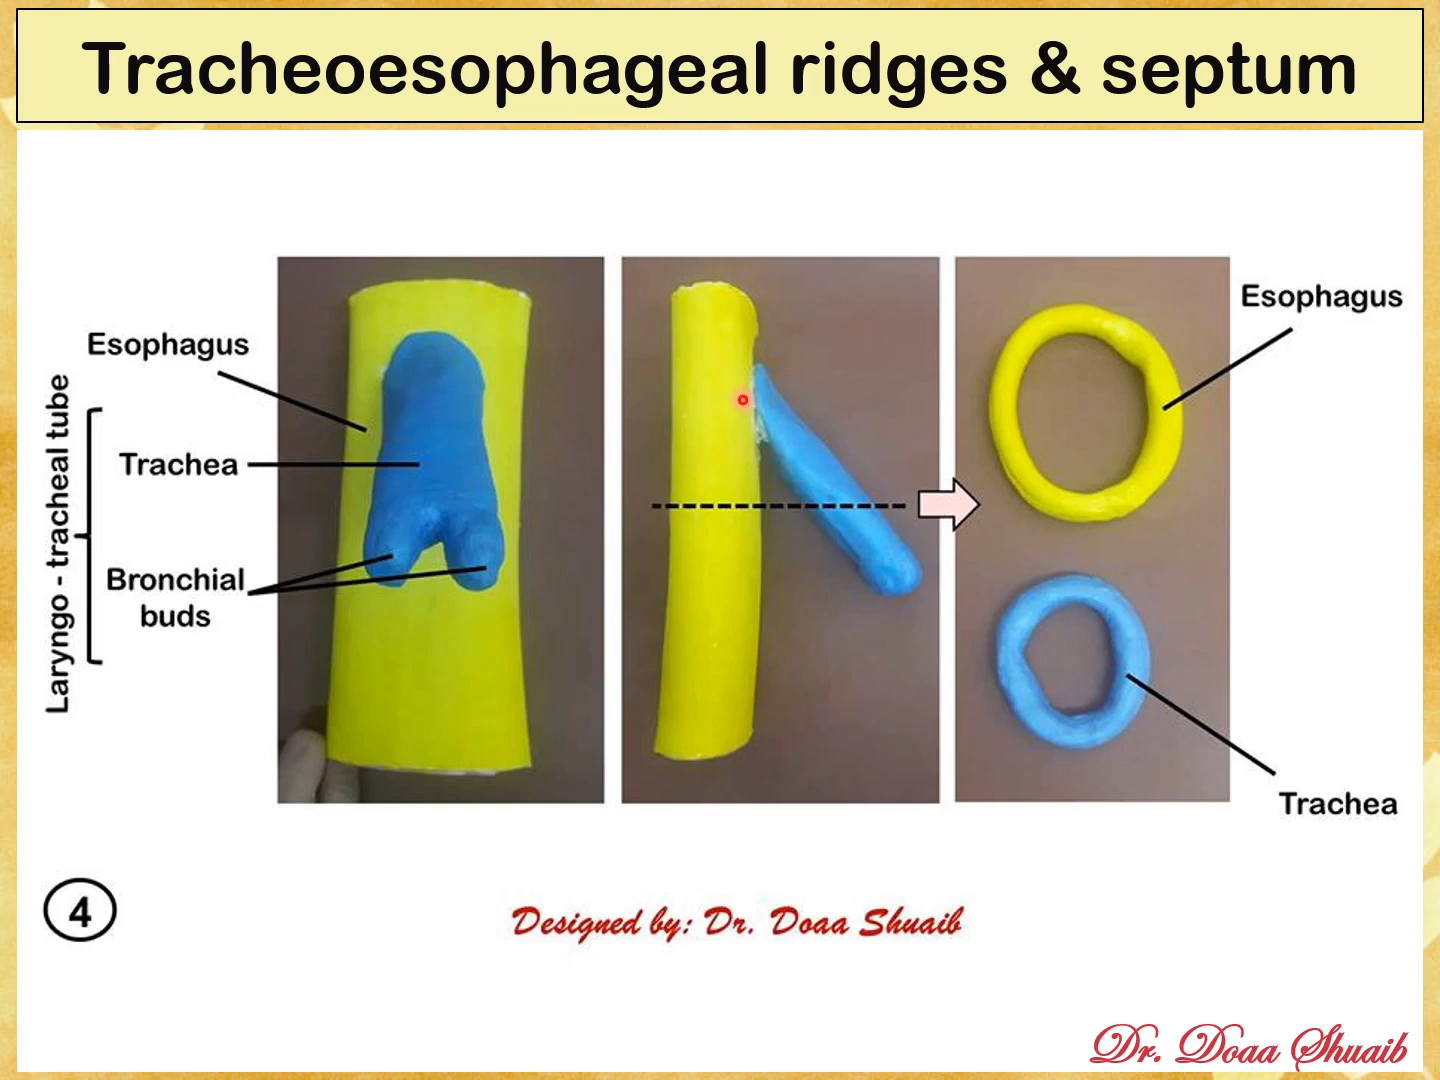 Tracheoesophageal ridges & septum
Esophagus
Trachea
Bronchial
buds
Laryngo - tracheal tube
Esophagus
Trachea
4
Designed by: Dr. Doaa Shuaib
Dr. Doaa Shuaib